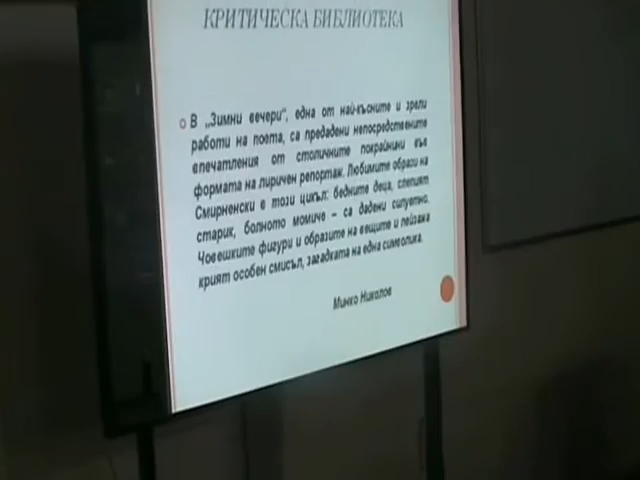 КРИТИЧЕСКА БИБЛИОТЕКА
В „Зимни вечери“, една от най-късните и зрели
работи на поета, са предадени непосредствените
впечатления от столичните покрайнини във
формата на лиричен репортаж. Любимите образи на
Смирненски в този цикъл: бедните деца, слепият
старик, болното момиче – са дадени силуетно.
Човешките фигури и образите на вещите и пейзажа
крият особен смисъл, загадката на една символика.
Минко Николов